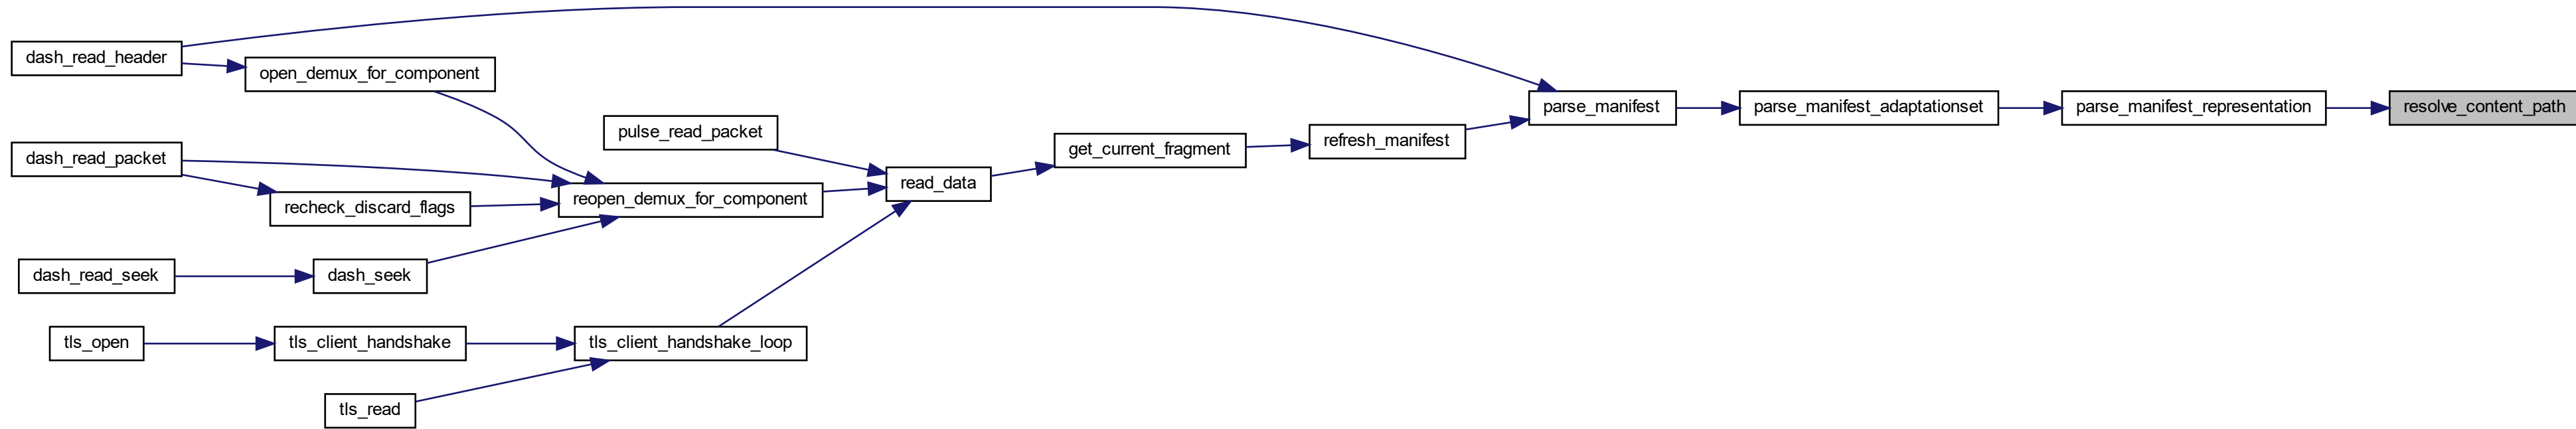 dash_read_header
open_demux_for_component
dash_read_packet
recheck_discard_flags
dash_read_seek
dash_seek
tls_open
tls_client_handshake
tls_read
pulse_read_packet
reopen_demux_for_component
tls_client_handshake_loop
read_data
get_current_fragment
refresh_manifest
parse_manifest
parse_manifest_adaptationset
parse_manifest_representation
resolve_content_path